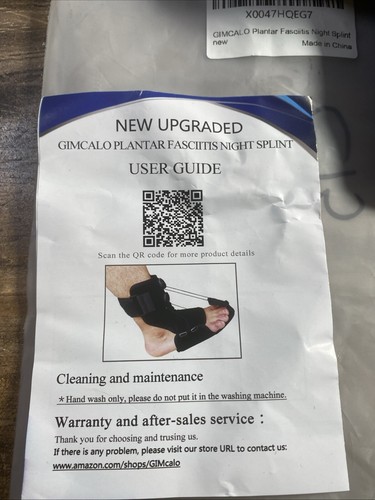 X0047HQEG7
GIMCALO Plantar Fasciitis Night Splint
new
Made in China
NEW UPGRADED
GIMCALO PLANTAR FASCIITIS NIGHT SPLINT
USER GUIDE
Scan the QR code for more product details
Cleaning and maintenance
* Hand wash only, please do not put it in the washing machine.
Warranty and after-sales service：
Thank you for choosing and trusing us.
If there is any problem, please visit our store URL to contact us:
www.amazon.com/shops/GIMcalo